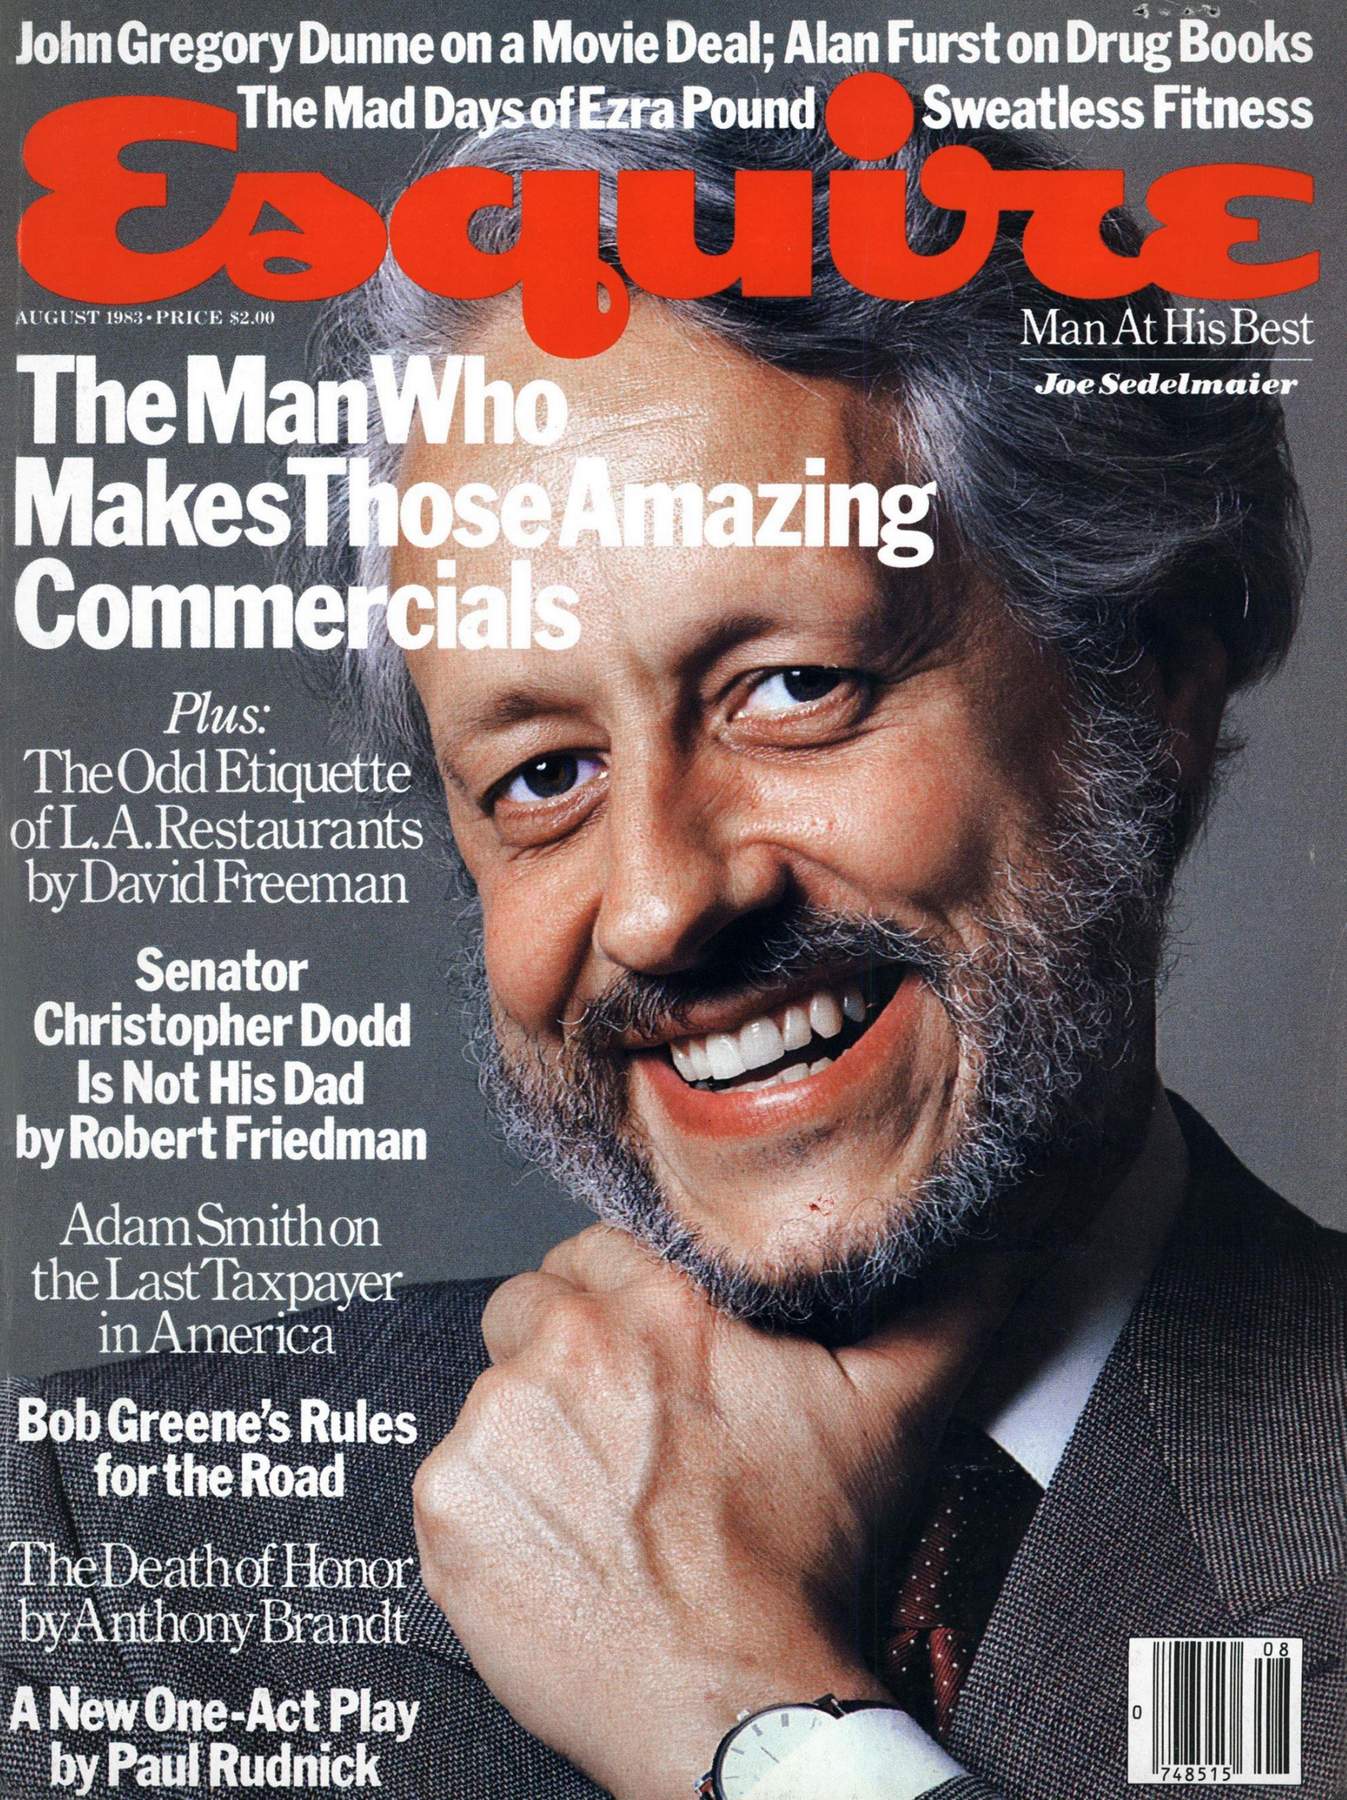 John Gregory Dunne on a Movie Deal; Alan Furst on Drug Books
The Mad Days of Ezra Pound Sweatless Fitness
Esquire
AUGUST 1983 • PRICE $2.00
Man At His Best
Joe Sedelmaier
The Man Who
Makes Those Amazing
Commercials
Plus:
The Odd Etiquette
of L.A. Restaurants
by David Freeman
Senator
Christopher Dodd
Is Not His Dad
by Robert Friedman
Adam Smith on
the Last Taxpayer
in America
Bob Greene's Rules
for the Road
The Death of Honor
by Anthony Brandt
A New One-Act Play
by Paul Rudnick
08
0
748515